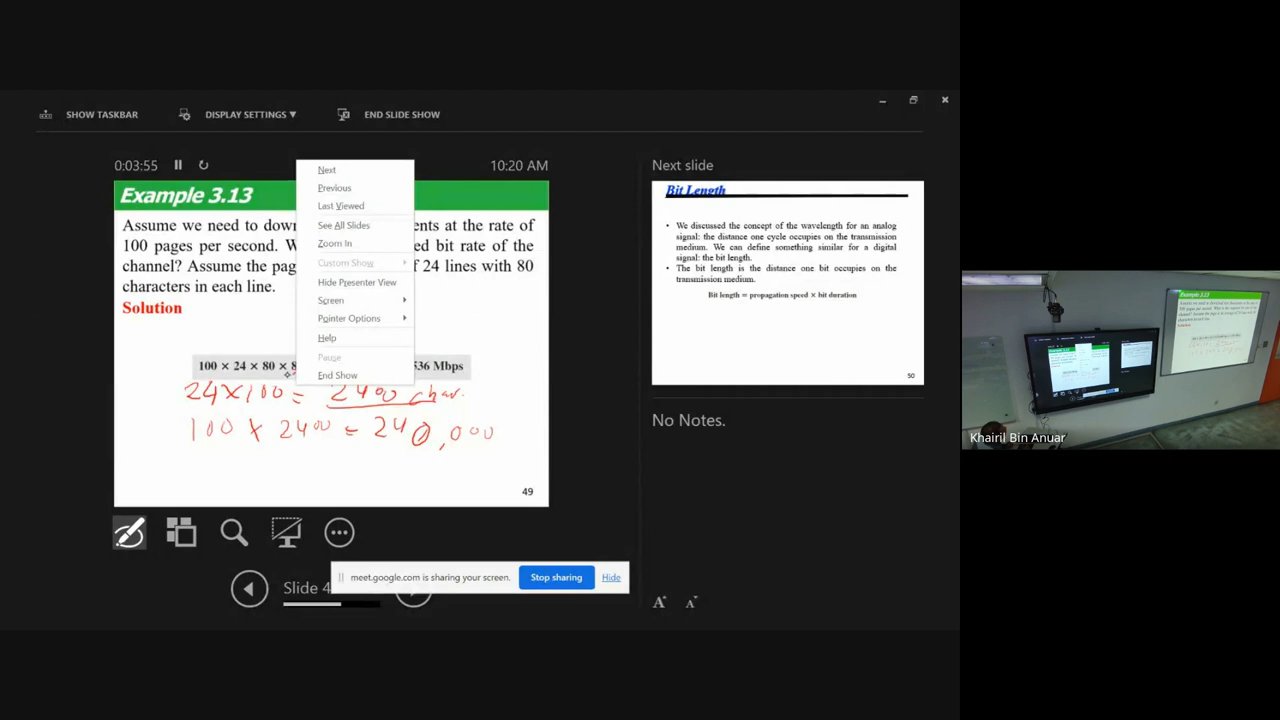 SHOW TASKBAR
DISPLAY SETTINGS ▼
END SLIDE SHOW
0:03:55
10:20 AM
Example 3.13
Assume we need to down ents at the rate of
100 pages per second. W ed bit rate of the
channel? Assume the pag f 24 lines with 80
characters in each line.
Solution
100 × 24 × 80 × 8 536 Mbps
24 x 100 = 2400 char.
100 x 2400 = 240,000
49
Next
Previous
Last Viewed
See All Slides
Zoom In
Custom Show
Hide Presenter View
Screen
Pointer Options
Help
Pause
End Show
Slide 4
meet.google.com is sharing your screen.
Stop sharing
Hide
Next slide
Bit Length
• We discussed the concept of the wavelength for an analog
signal: the distance one cycle occupies on the transmission
medium. We can define something similar for a digital
signal: the bit length.
• The bit length is the distance one bit occupies on the
transmission medium.
Bit length = propagation speed × bit duration
50
No Notes.
A A
Khairil Bin Anuar